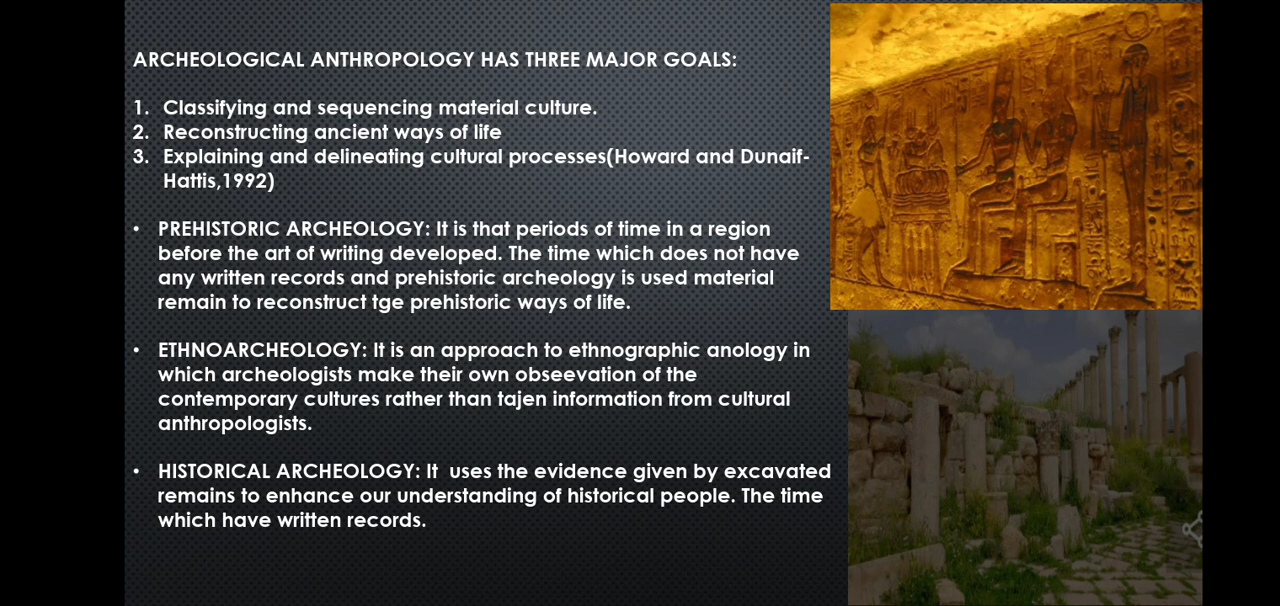 ARCHEOLOGICAL ANTHROPOLOGY HAS THREE MAJOR GOALS:
1. Classifying and sequencing material culture.
2. Reconstructing ancient ways of life
3. Explaining and delineating cultural processes(Howard and Dunaif-
Hattis,1992)
• PREHISTORIC ARCHEOLOGY: It is that periods of time in a region
before the art of writing developed. The time which does not have
any written records and prehistoric archeology is used material
remain to reconstruct tge prehistoric ways of life.
• ETHNOARCHEOLOGY: It is an approach to ethnographic anology in
which archeologists make their own obseevation of the
contemporary cultures rather than tajen information from cultural
anthropologists.
• HISTORICAL ARCHEOLOGY: It  uses the evidence given by excavated
remains to enhance our understanding of historical people. The time
which have written records.